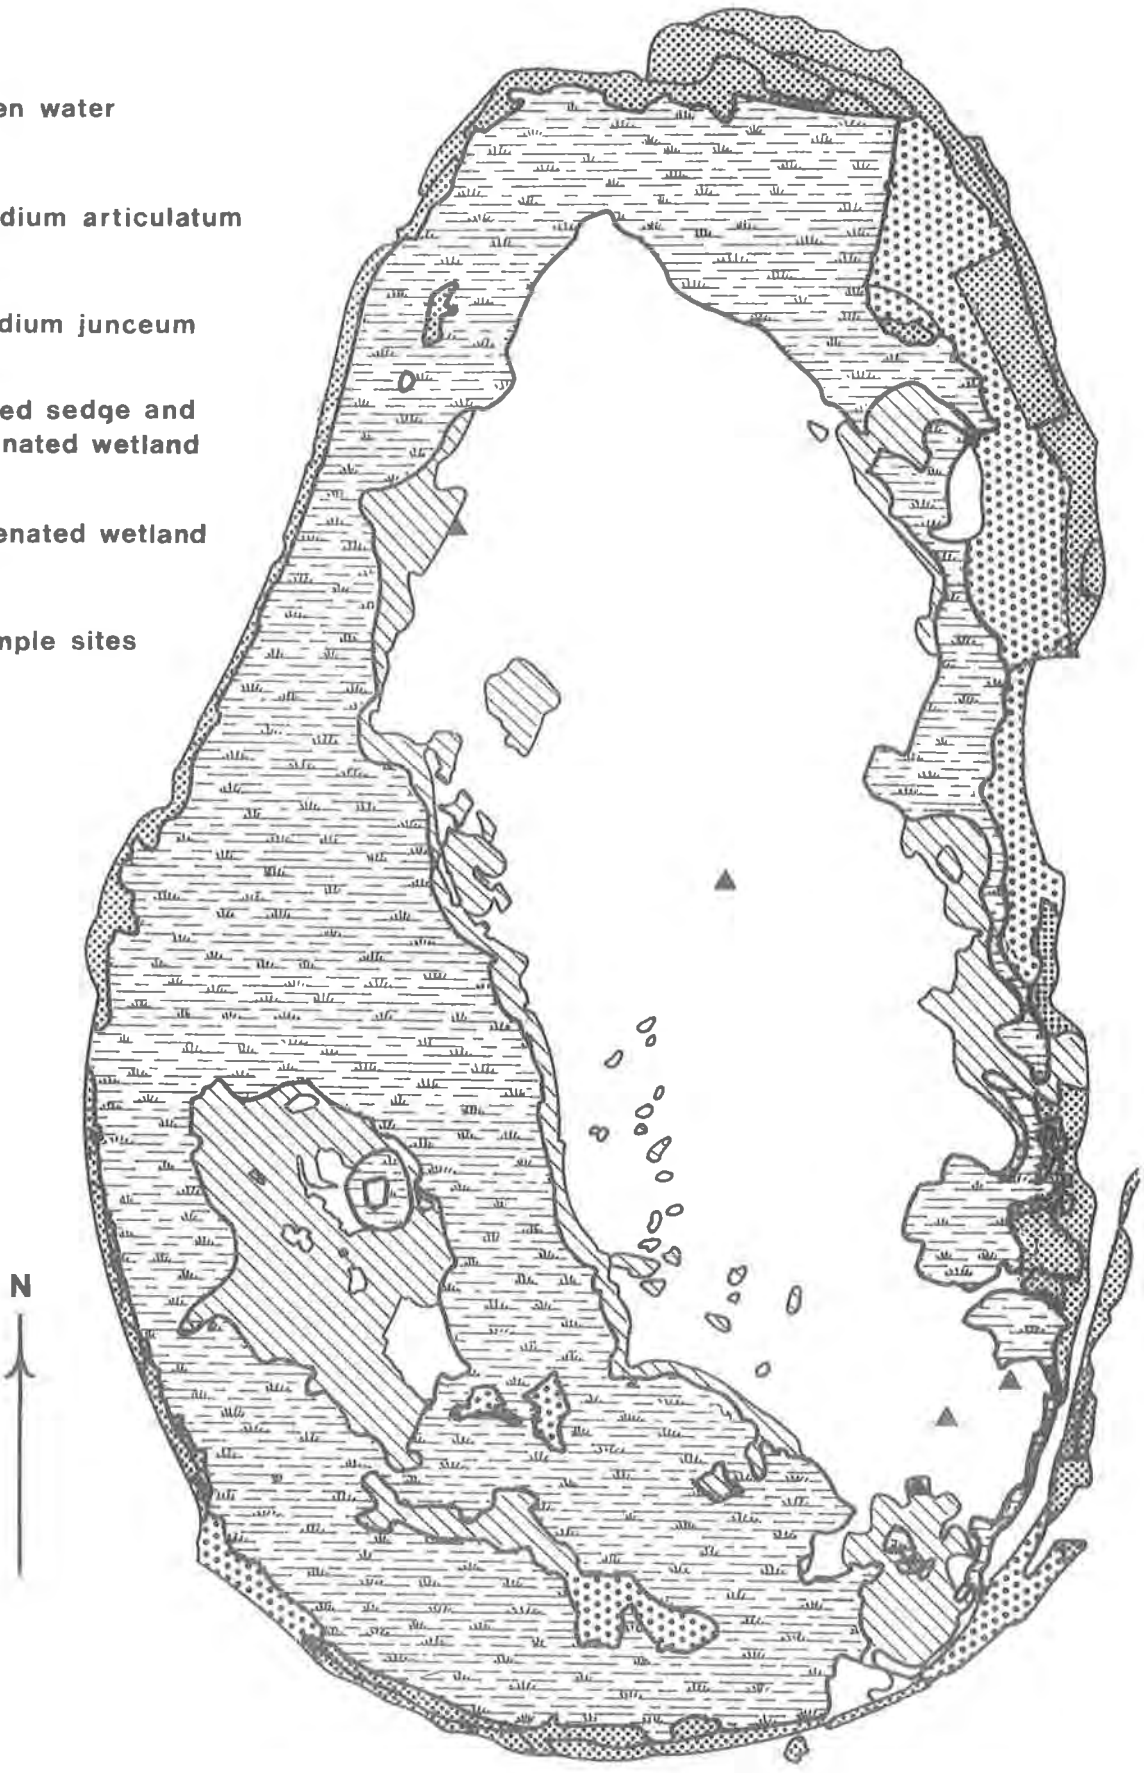 en water
dium articulatum
dium junceum
ed sedge and
nated wetland
enated wetland
mple sites
N